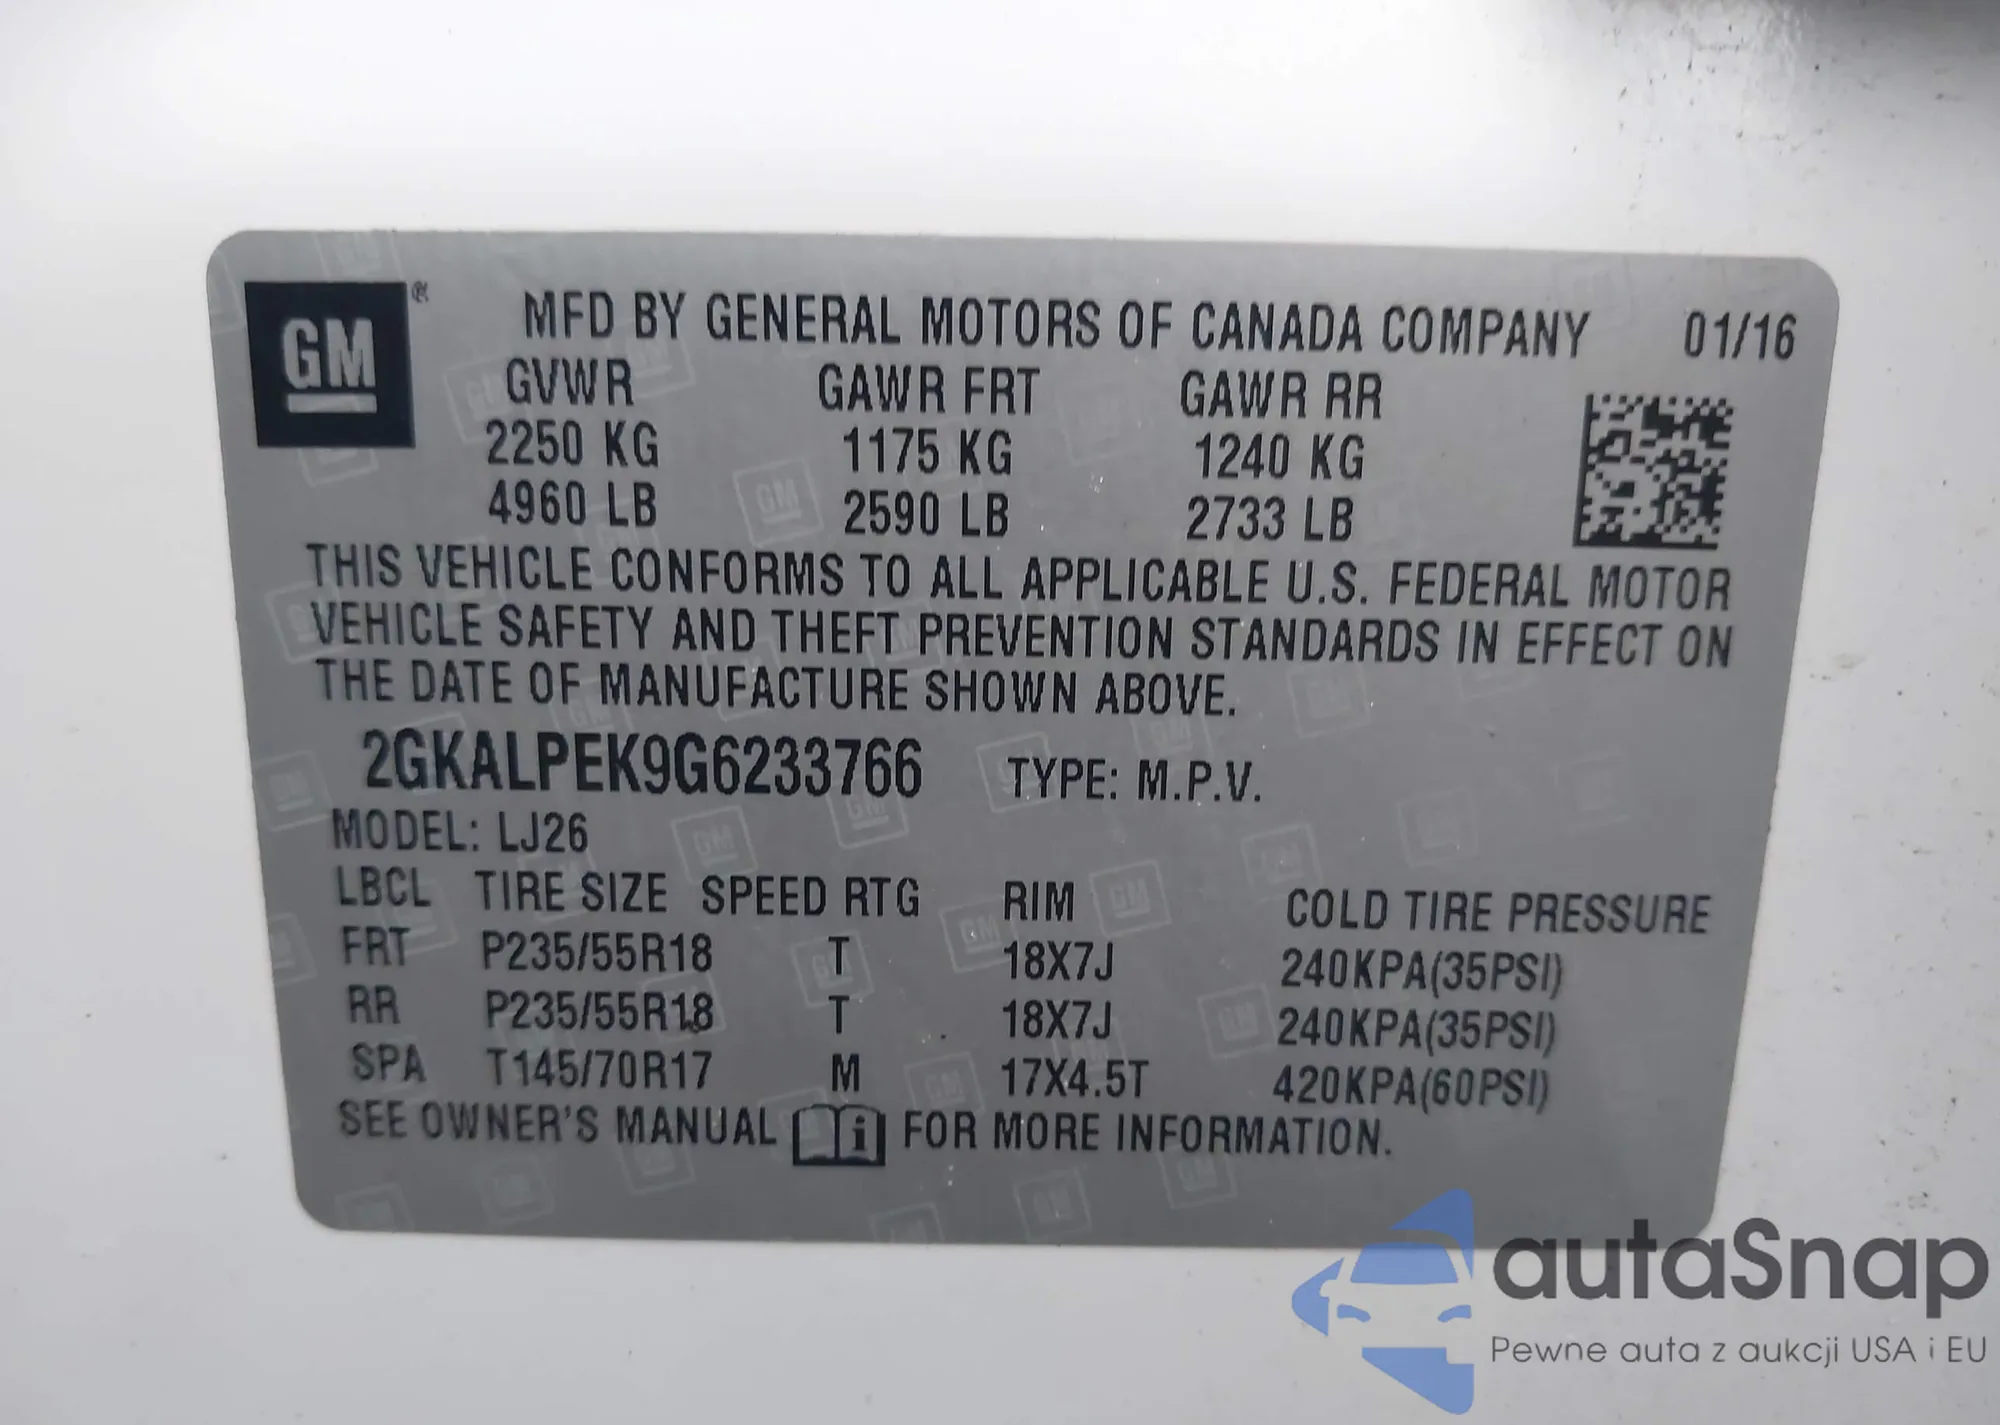 GM®
MFD BY GENERAL MOTORS OF CANADA COMPANY 01/16
GVWR GAWR FRT GAWR RR
2250 KG 1175 KG 1240 KG
4960 LB 2590 LB 2733 LB
THIS VEHICLE CONFORMS TO ALL APPLICABLE U.S. FEDERAL MOTOR
VEHICLE SAFETY AND THEFT PREVENTION STANDARDS IN EFFECT ON
THE DATE OF MANUFACTURE SHOWN ABOVE.
2GKALPEK9G6233766 TYPE: M.P.V.
MODEL: LJ26
LBCL TIRE SIZE SPEED RTG RIM COLD TIRE PRESSURE
FRT P235/55R18 T 18X7J 240KPA(35PSI)
RR P235/55R18 T 18X7J 240KPA(35PSI)
SPA T145/70R17 M 17X4.5T 420KPA(60PSI)
SEE OWNER'S MANUAL i FOR MORE INFORMATION.
autaSnap
Pewne auta z aukcji USA i EU